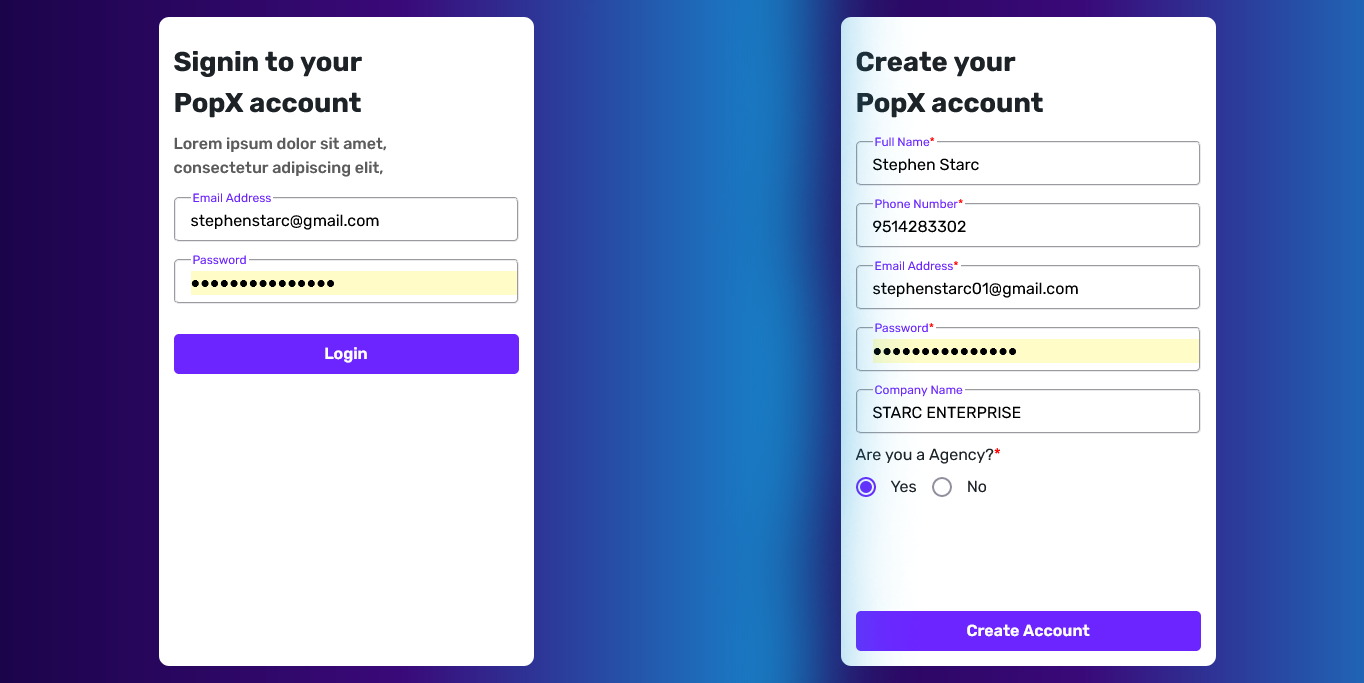 Signin to your
PopX account
Lorem ipsum dolor sit amet,
consectetur adipiscing elit,
Email Address
stephenstarc@gmail.com
Password
•••••••••••••••
Login
Create your
PopX account
Full Name*
Stephen Starc
Phone Number*
9514283302
Email Address*
stephenstarc01@gmail.com
Password*
•••••••••••••••
Company Name
STARC ENTERPRISE
Are you a Agency?*
Yes No
Create Account